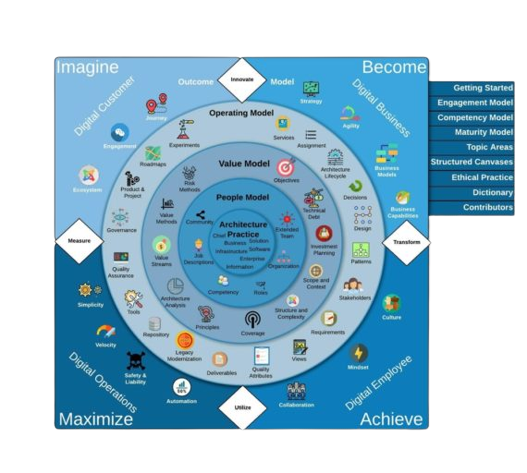 Imagine
Become
Innovate
Outcome
Model
Digital Customer
Digital Business
Getting Started
Engagement Model
Competency Model
Maturity Model
Topic Areas
Structured Canvases
Ethical Practice
Dictionary
Contributors
Strategy
Journey
Agility
Engagement
Business
Models
Ecosystem
Business
Capabilities
Operating Model
Experiments
Services
Assignment
Roadmaps
Architecture
Lifecycle
Product &
Project
Decisions
Governance
Design
Value Model
Risk
Methods
Objectives
Value
Methods
Technical
Debt
People Model
Community
Extended
Team
Investment
Planning
Architecture
Practice
Chief
Business
Solution
Infrastructure
Software
Enterprise
Information
Measure
Transform
Value
Streams
Job
Descriptions
Organization
Patterns
Quality
Assurance
Competency
Roles
Scope and
Context
Stakeholders
Simplicity
Tools
Architecture
Analysis
Structure and
Complexity
Culture
Repository
Principles
Coverage
Requirements
Velocity
Legacy
Modernization
Views
Mindset
Safety &
Liability
Deliverables
Quality
Attributes
Automation
Collaboration
Digital Operations
Digital Employee
Utilize
Maximize
Achieve